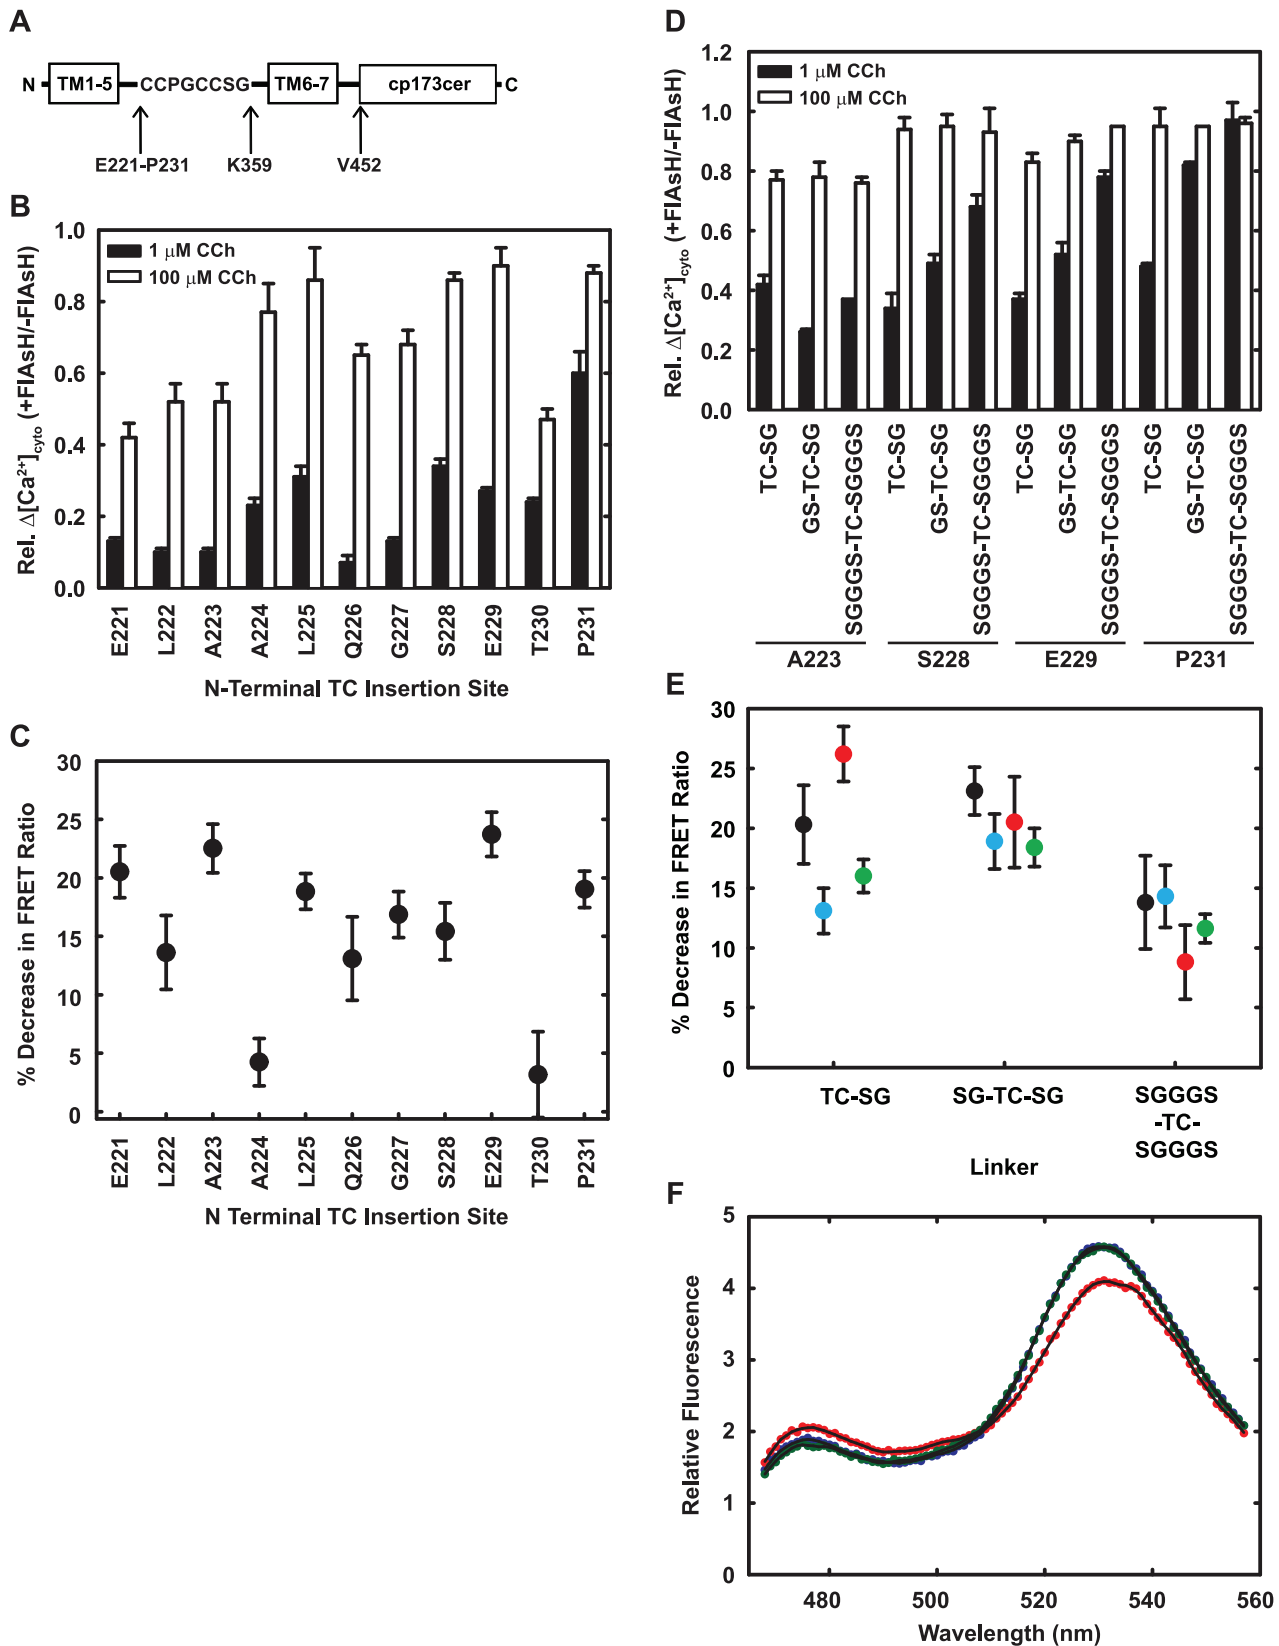 A
N TM1-5 CCPGCCSG TM6-7 cp173cer C
E221-P231 K359 V452
B
Rel. Δ[Ca²⁺]cyto (+FlAsH/-FlAsH)
1.0
0.8
0.6
0.4
0.2
0.0
1 μM CCh
100 μM CCh
E221 L222 A223 A224 L225 Q226 G227 S228 E229 T230 P231
N-Terminal TC Insertion Site
C
% Decrease in FRET Ratio
30
25
20
15
10
5
0
E221 L222 A223 A224 L225 Q226 G227 S228 E229 T230 P231
N Terminal TC Insertion Site
D
Rel. Δ[Ca²⁺]cyto (+FlAsH/-FlAsH)
1.2
1.0
0.8
0.6
0.4
0.2
0.0
1 μM CCh
100 μM CCh
TC-SG GS-TC-SG SGGGS-TC-SGGGS TC-SG GS-TC-SG SGGGS-TC-SGGGS TC-SG GS-TC-SG SGGGS-TC-SGGGS TC-SG GS-TC-SG SGGGS-TC-SGGGS
A223 S228 E229 P231
E
% Decrease in FRET Ratio
30
25
20
15
10
5
0
TC-SG SG-TC-SG SGGGS
-TC-
SGGGS
Linker
F
Relative Fluorescence
5
4
3
2
1
0
480 500 520 540 560
Wavelength (nm)